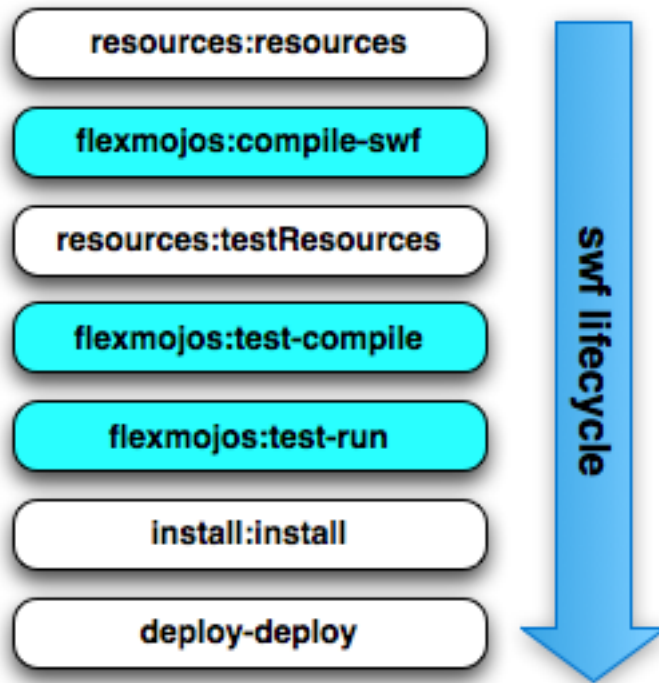 resources:resources
flexmojos:compile-swf
resources:testResources
flexmojos:test-compile
flexmojos:test-run
install:install
deploy-deploy
swf lifecycle